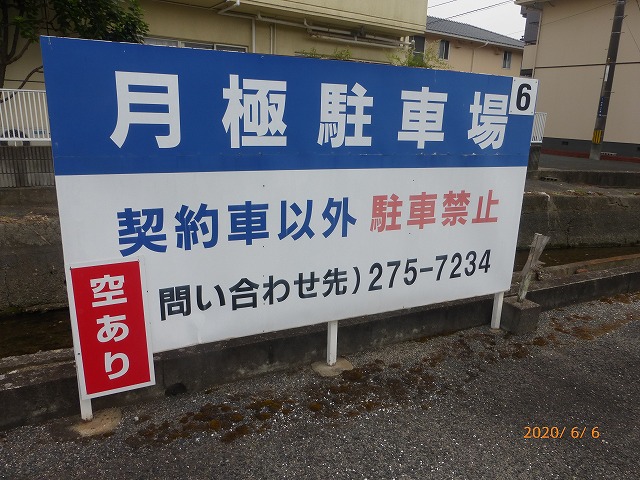 月極駐車場
6
契約車以外 駐車禁止
問い合わせ先）275-7234
空あり
2020/ 6/ 6